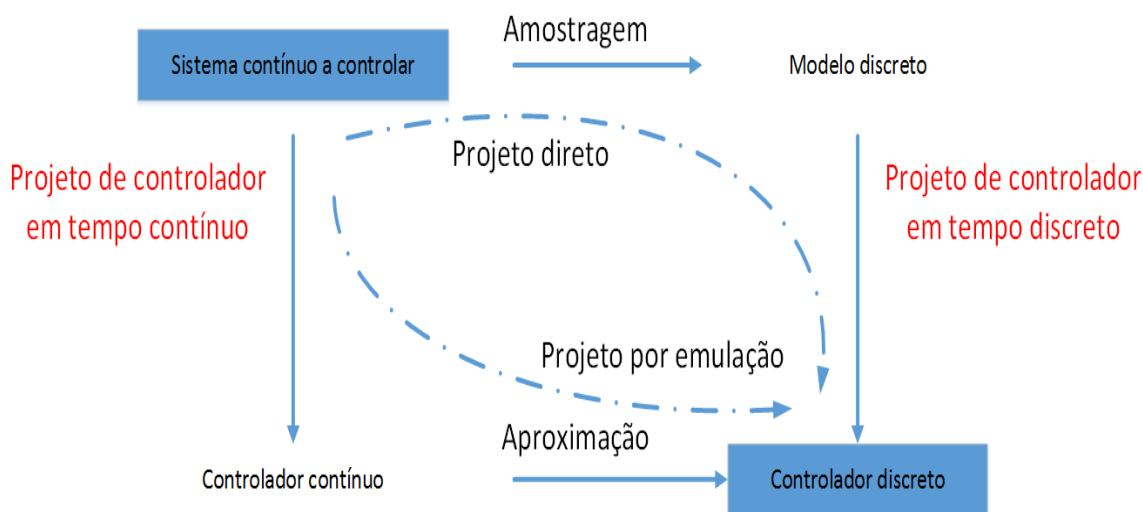 Amostragem
Sistema contínuo a controlar
Modelo discreto
Projeto direto
Projeto de controlador
em tempo contínuo
Projeto de controlador
em tempo discreto
Projeto por emulação
Aproximação
Controlador contínuo
Controlador discreto